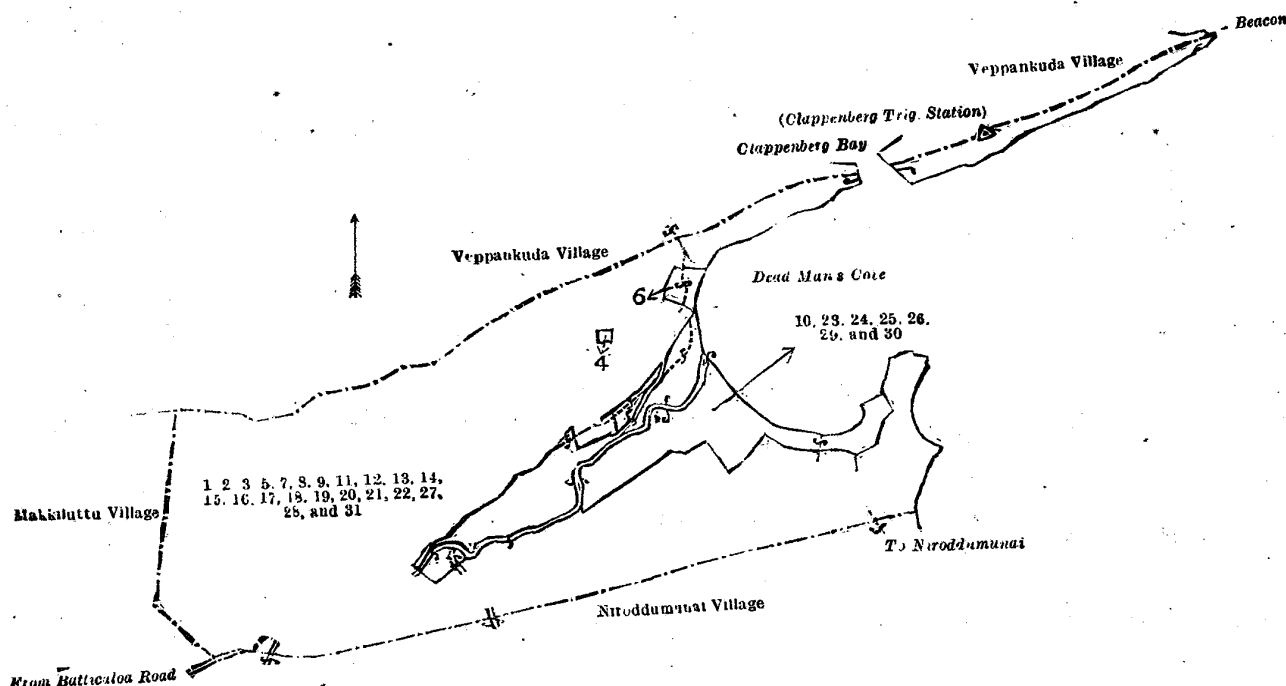 Beacon
Veppankuda Village
(Clappenberg Trig. Station)
Clappenberg Bay
Veppankuda Village
Dead Man's Cove
6
10, 23. 24, 25. 26.
29, and 30
4
1 2 3 5. 7, 8. 9, 11, 12. 13. 14,
15. 16. 17, 18. 19, 20, 21, 22, 27,
28, and 31
Makkiluttu Village
To Niroddumunai
Niroddumunai Village
From Batticaloa Road